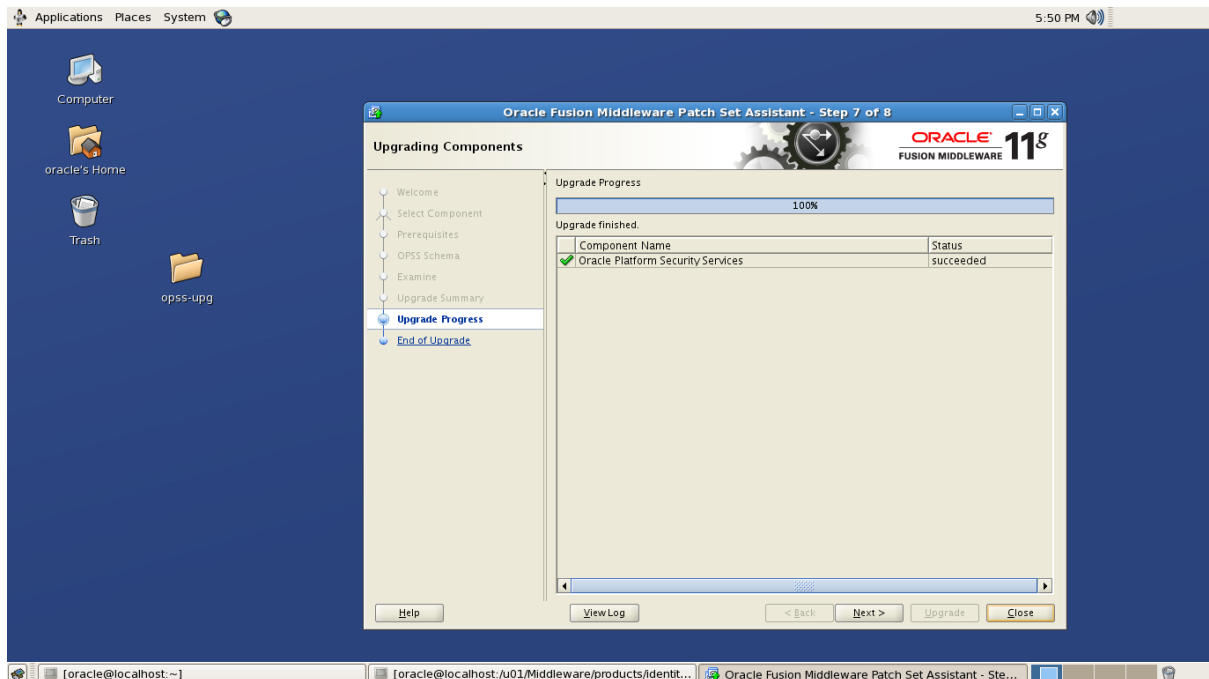 Applications Places System
5:50 PM
Computer
oracle's Home
Trash
opss-upg
Oracle Fusion Middleware Patch Set Assistant - Step 7 of 8
Upgrading Components
ORACLE
FUSION MIDDLEWARE
11g
Welcome
Select Component
Prerequisites
OPSS Schema
Examine
Upgrade Summary
Upgrade Progress
End of Upgrade
Upgrade Progress
100%
Upgrade finished.
Component Name Status
Oracle Platform Security Services succeeded
Help View Log < Back Next > Upgrade Close
[oracle@localhost:~] [oracle@localhost:/u01/Middleware/products/identit... Oracle Fusion Middleware Patch Set Assistant - Ste...